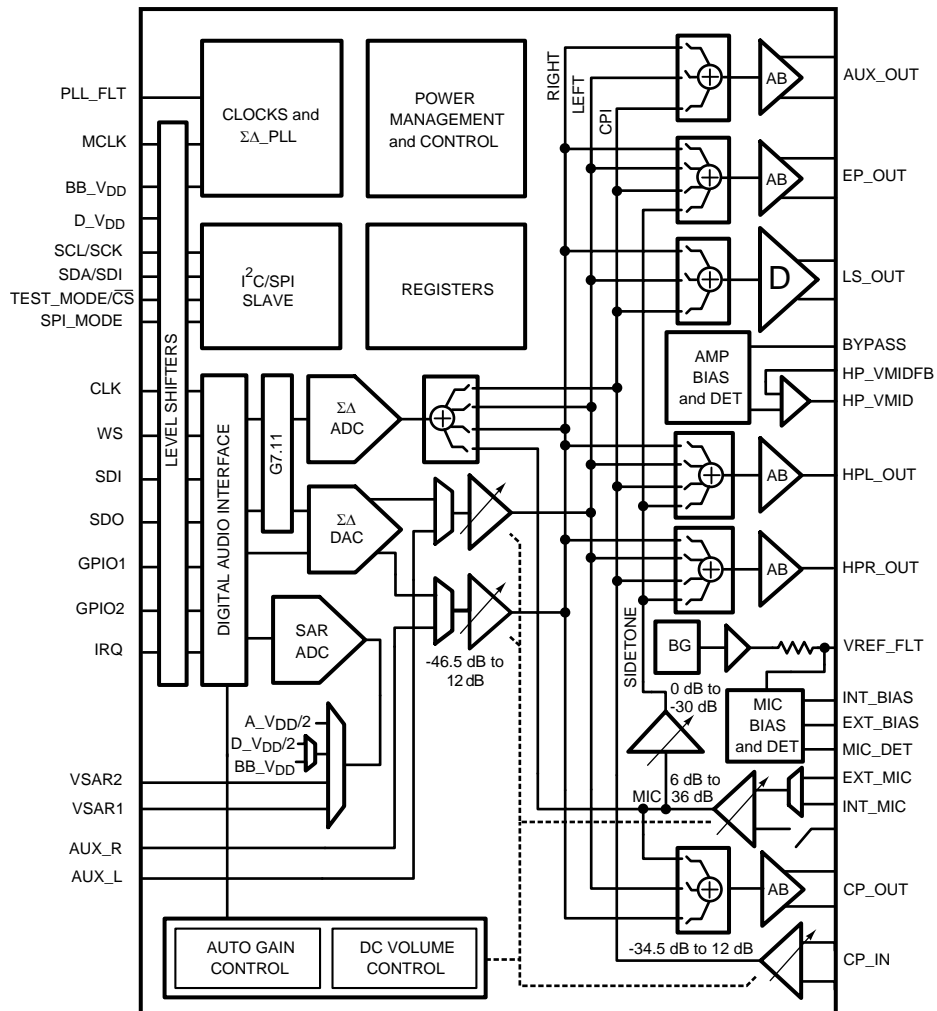 PLL_FLT
MCLK
BB_VDD
D_VDD
SCL/SCK
SDA/SDI
TEST_MODE/CS
SPI_MODE
CLK
WS
SDI
SDO
GPIO1
GPIO2
IRQ
VSAR2
VSAR1
AUX_R
AUX_L
LEVEL SHIFTERS
CLOCKS and
ΣΔ_PLL
POWER
MANAGEMENT
and CONTROL
I2C/SPI
SLAVE
REGISTERS
DIGITAL AUDIO INTERFACE
G7.11
ΣΔ
ADC
ΣΔ
DAC
SAR
ADC
A_VDD/2
D_VDD/2
BB_VDD
-46.5 dB to
12 dB
AUTO GAIN
CONTROL
DC VOLUME
CONTROL
RIGHT
LEFT
CPI
SIDETONE
MIC
0 dB to
-30 dB
6 dB to
36 dB
-34.5 dB to 12 dB
AB
AB
D
AMP
BIAS
and DET
AB
AB
BG
MIC
BIAS
and DET
AB
AUX_OUT
EP_OUT
LS_OUT
BYPASS
HP_VMIDFB
HP_VMID
HPL_OUT
HPR_OUT
VREF_FLT
INT_BIAS
EXT_BIAS
MIC_DET
EXT_MIC
INT_MIC
CP_OUT
CP_IN